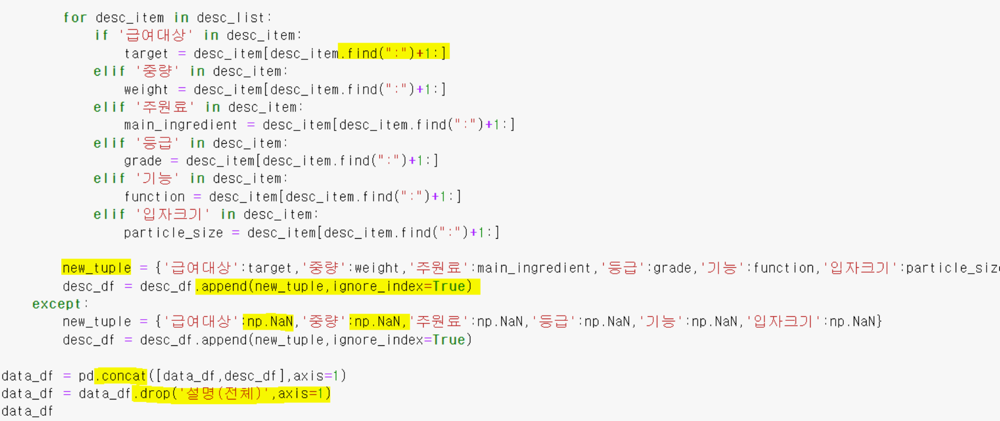 for desc_item in desc_list:
if '급여대상' in desc_item:
target = desc_item[desc_item.find(":")+1:]
elif '중량' in desc_item:
weight = desc_item[desc_item.find(":")+1:]
elif '주원료' in desc_item:
main_ingredient = desc_item[desc_item.find(":")+1:]
elif '등급' in desc_item:
grade = desc_item[desc_item.find(":")+1:]
elif '기능' in desc_item:
function = desc_item[desc_item.find(":")+1:]
elif '입자크기' in desc_item:
particle_size = desc_item[desc_item.find(":")+1:]
new_tuple = {'급여대상':target,'중량':weight,'주원료':main_ingredient,'등급':grade,'기능':function,'입자크기':particle_siz
desc_df = desc_df.append(new_tuple,ignore_index=True)
except:
new_tuple = {'급여대상':np.NaN,'중량':np.NaN,'주원료':np.NaN,'등급':np.NaN,'기능':np.NaN,'입자크기':np.NaN}
desc_df = desc_df.append(new_tuple,ignore_index=True)
data_df = pd.concat([data_df,desc_df],axis=1)
data_df = data_df.drop('설명(전체)',axis=1)
data_df